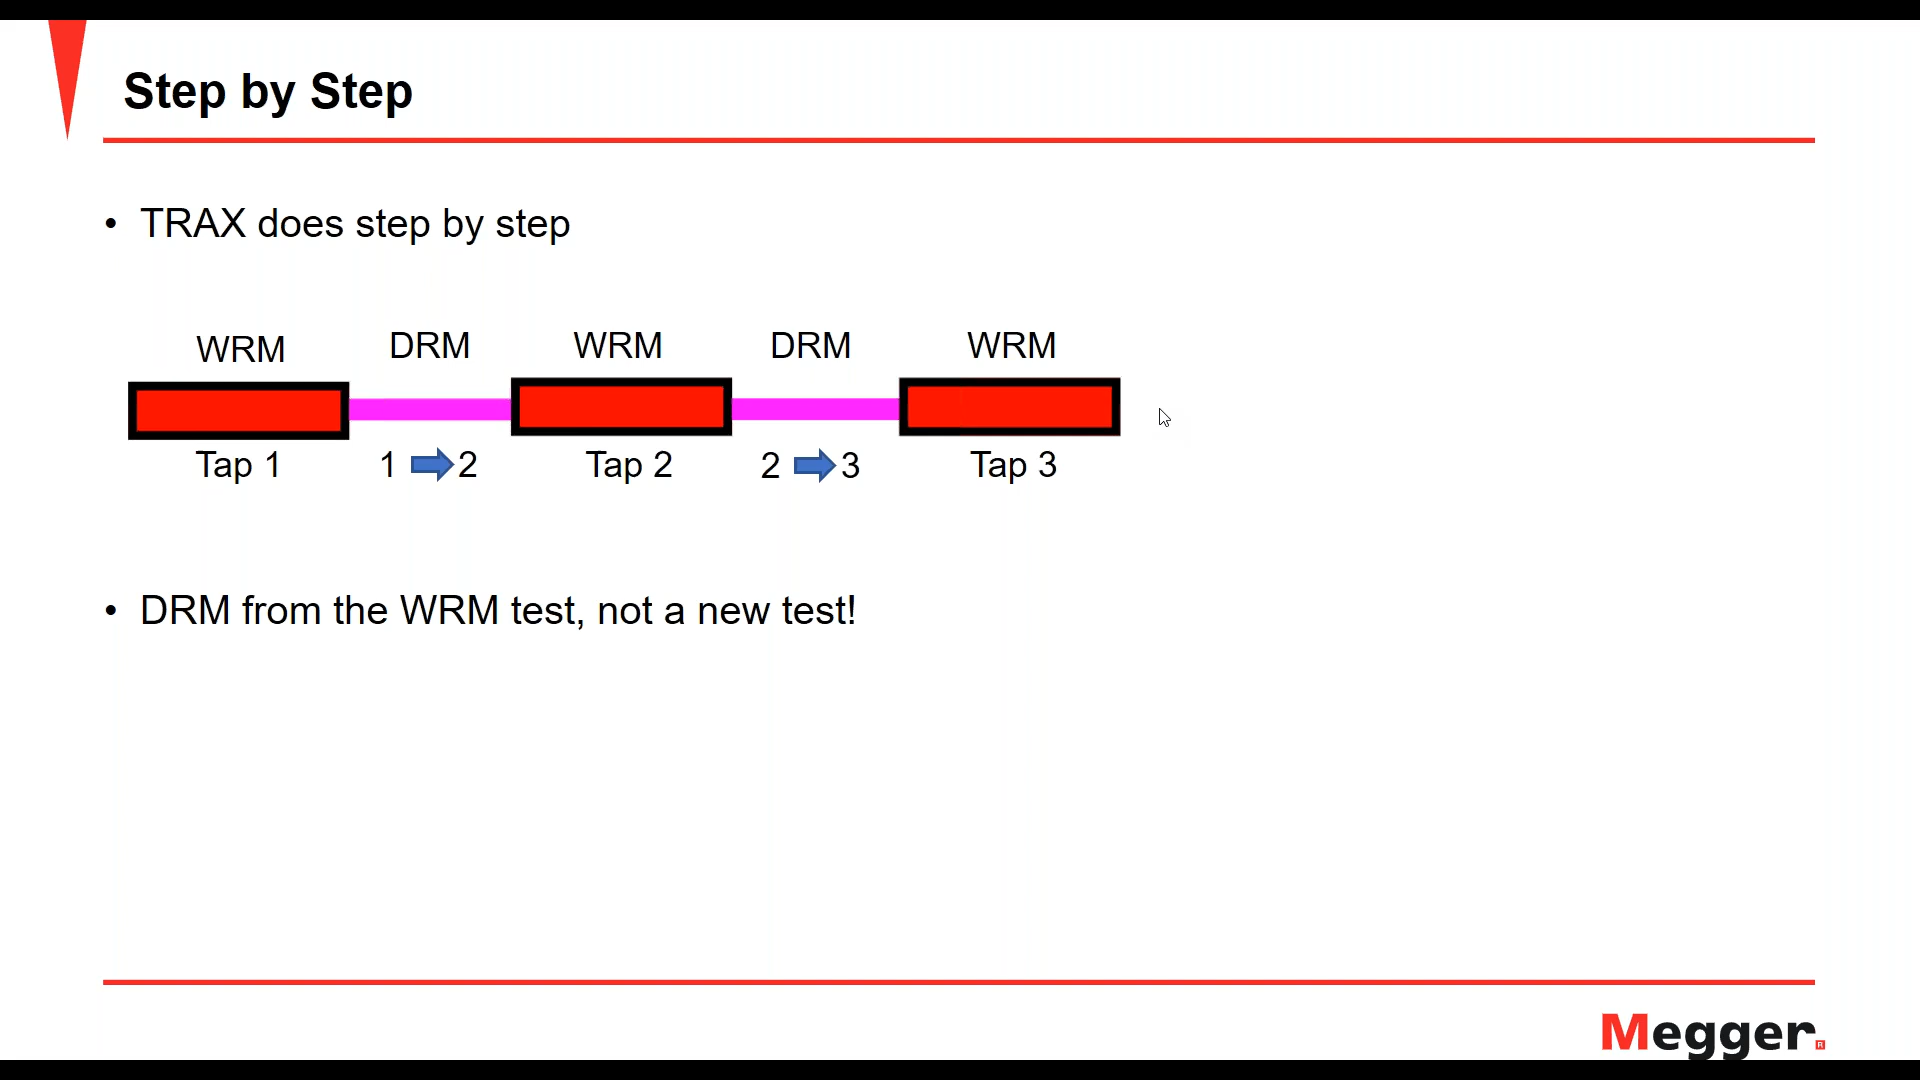 Step by Step
• TRAX does step by step
WRM DRM WRM DRM WRM
Tap 1 1 2 Tap 2 2 3 Tap 3
• DRM from the WRM test, not a new test!
Megger.